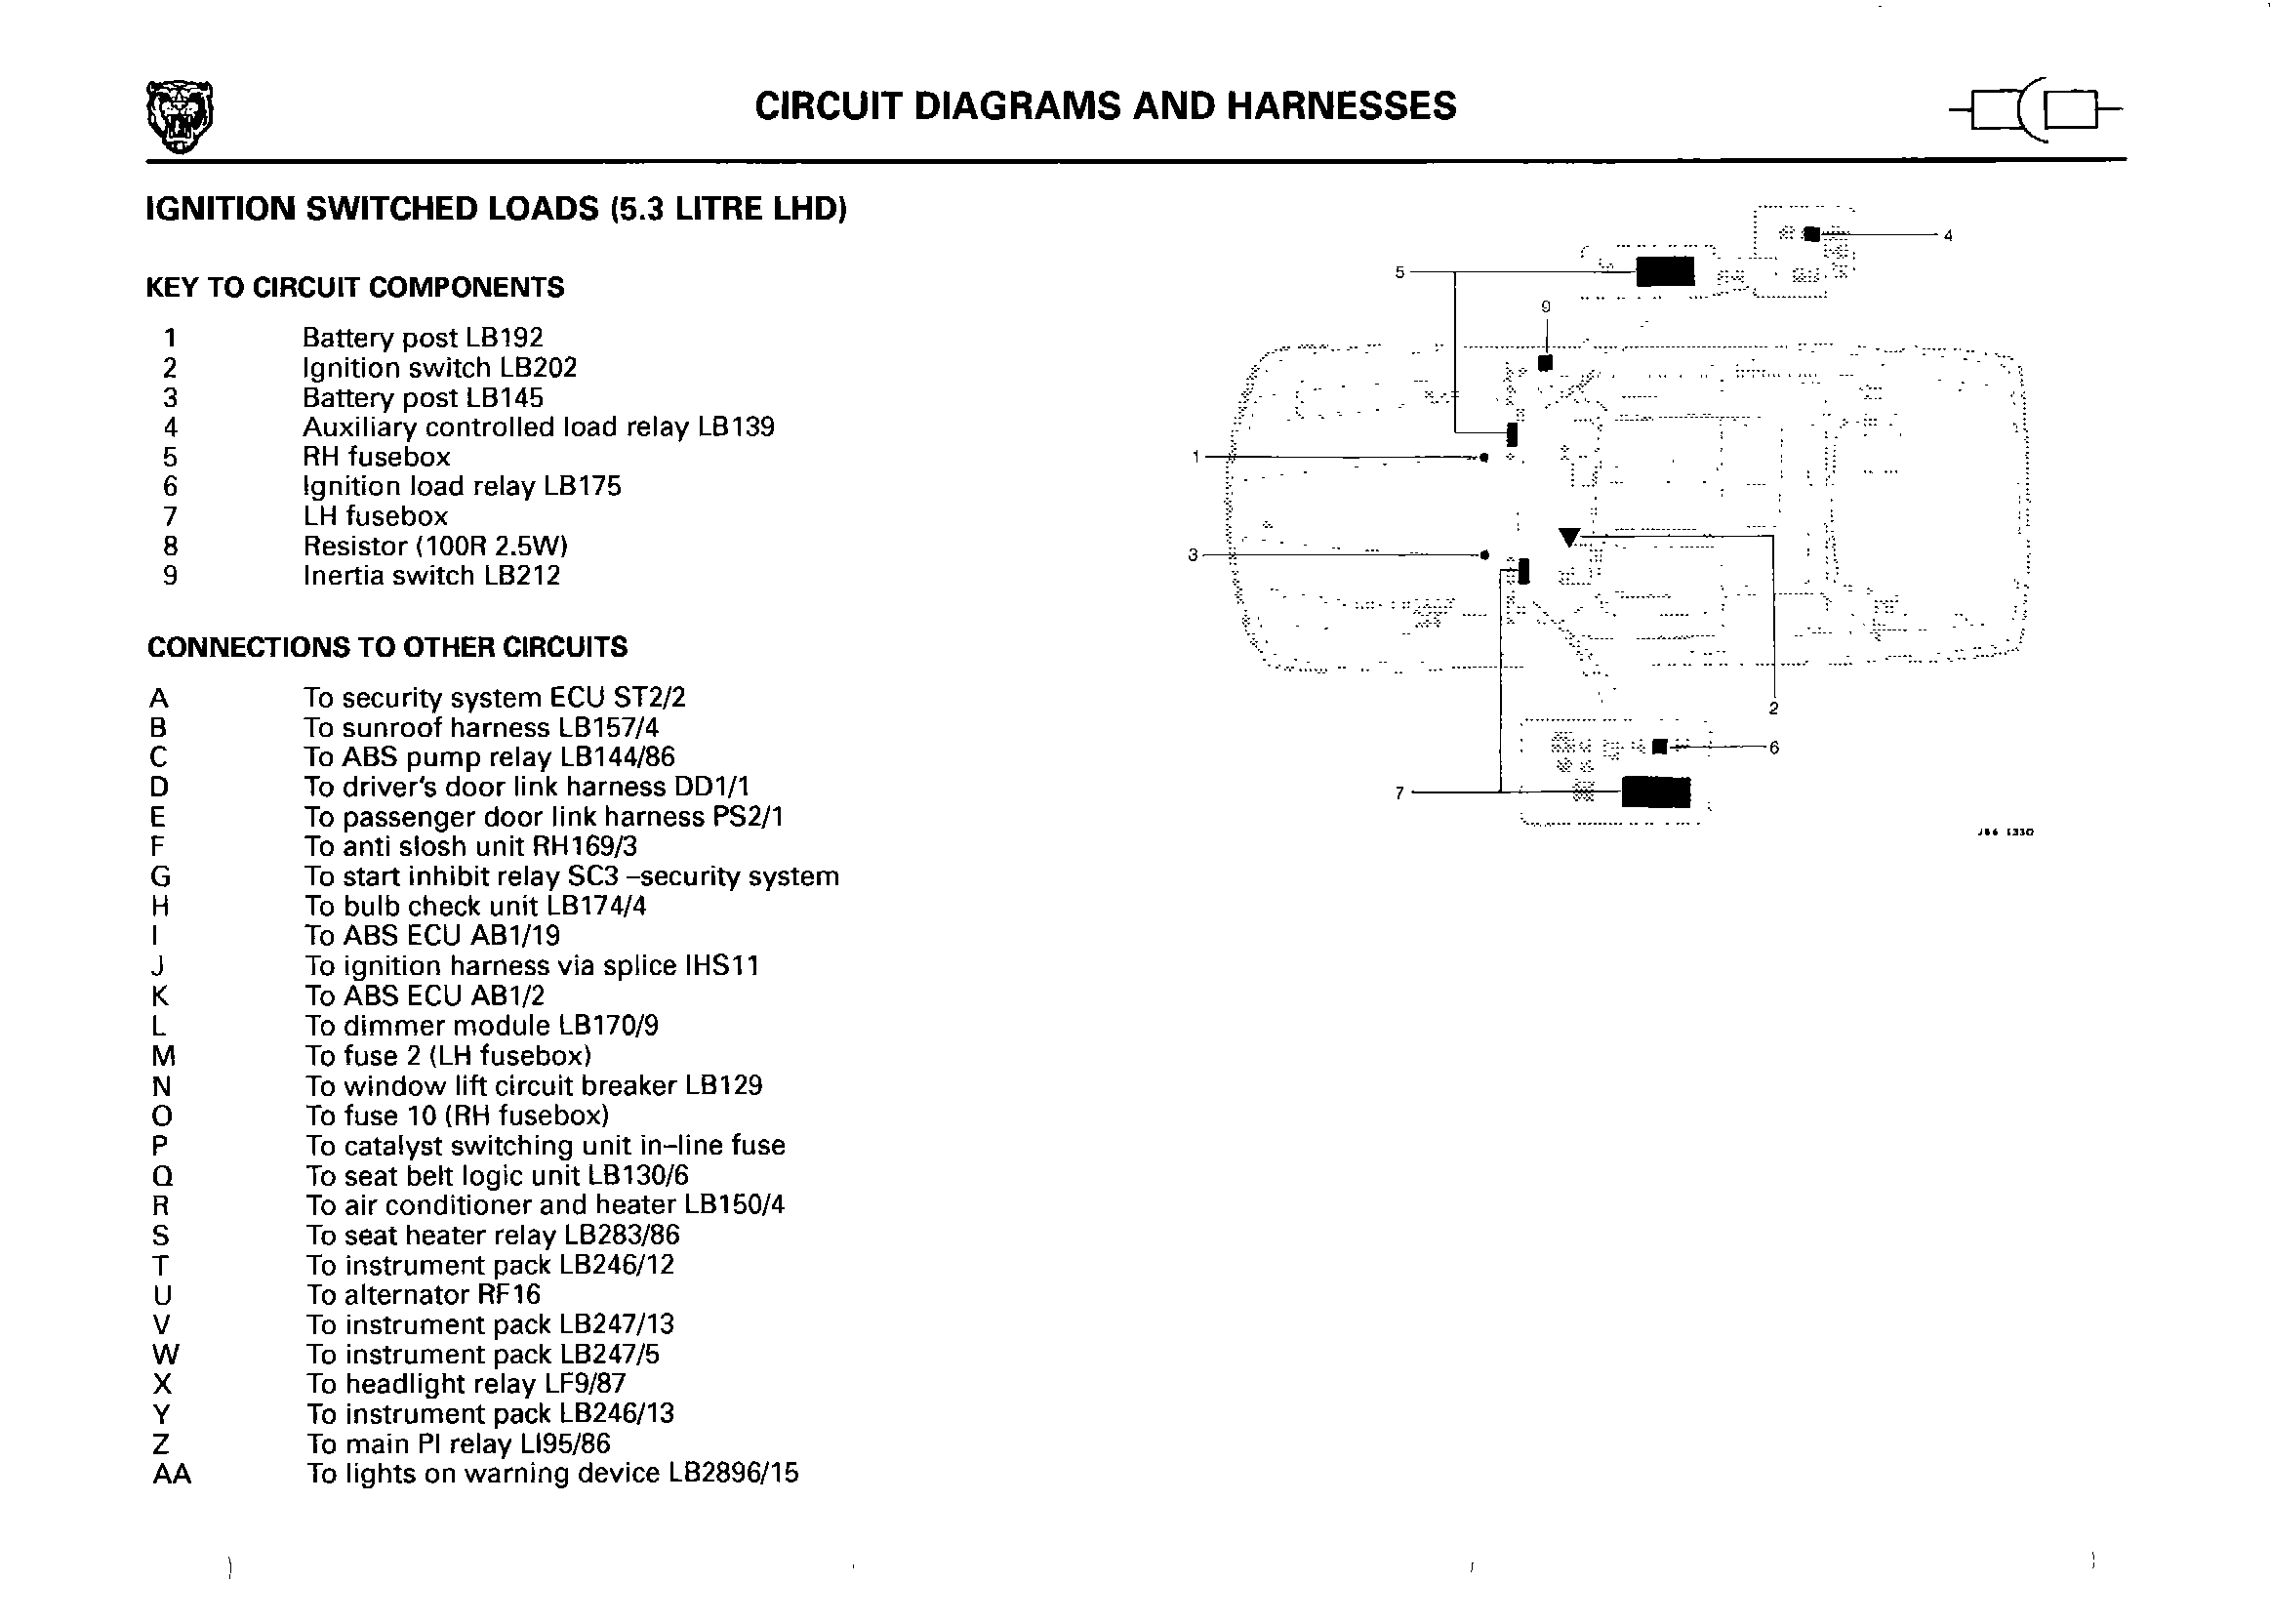 CIRCUIT DIAGRAMS AND HARNESSES
IGNITION SWITCHED LOADS (5.3 LITRE LHD)
KEY TO CIRCUIT COMPONENTS
1 Battery post LB192
2 Ignition switch LB202
3 Battery post LB145
4 Auxiliary controlled load relay LB139
5 RH fusebox
6 Ignition load relay LB175
7 LH fusebox
8 Resistor (100R 2.5W)
9 Inertia switch LB212
CONNECTIONS TO OTHER CIRCUITS
A To security system ECU ST2/2
B To sunroof harness LB157/4
C To ABS pump relay LB144/86
D To driver's door link harness DD1/1
E To passenger door link harness PS2/1
F To anti slosh unit RH169/3
G To start inhibit relay SC3 –security system
H To bulb check unit LB174/4
I To ABS ECU AB1/19
J To ignition harness via splice IHS11
K To ABS ECU AB1/2
L To dimmer module LB170/9
M To fuse 2 (LH fusebox)
N To window lift circuit breaker LB129
O To fuse 10 (RH fusebox)
P To catalyst switching unit in–line fuse
Q To seat belt logic unit LB130/6
R To air conditioner and heater LB150/4
S To seat heater relay LB283/86
T To instrument pack LB246/12
U To alternator RF16
V To instrument pack LB247/13
W To instrument pack LB247/5
X To headlight relay LF9/87
Y To instrument pack LB246/13
Z To main PI relay LI95/86
AA To lights on warning device LB2896/15
4
5
9
1
3
2
6
7
J86 1330